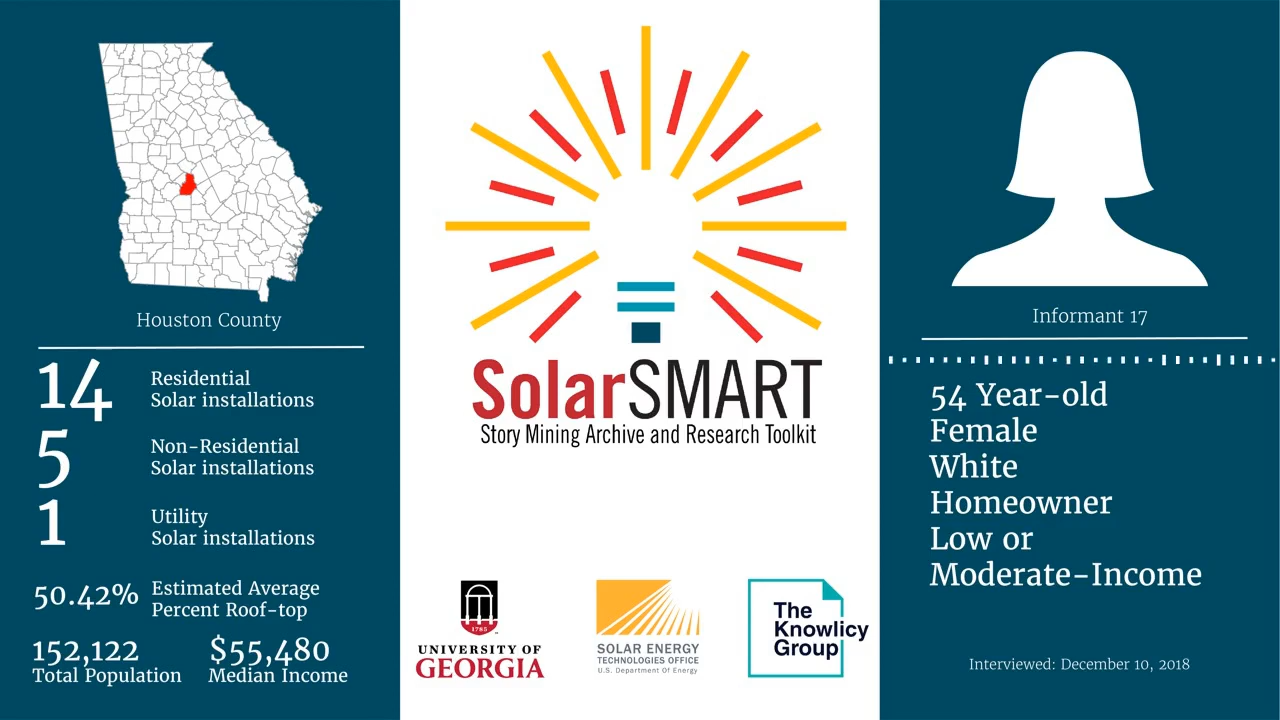 Houston County
14
Residential
Solar installations
5
Non-Residential
Solar installations
1
Utility
Solar installations
50.42%
Estimated Average
Percent Roof-top
152,122
Total Population
$55,480
Median Income
SolarSMART
Story Mining Archive and Research Toolkit
1785
UNIVERSITY OF
GEORGIA
SOLAR ENERGY
TECHNOLOGIES OFFICE
U.S. Department Of Energy
The
Knowlicy
Group
Informant 17
54 Year-old
Female
White
Homeowner
Low or
Moderate-Income
Interviewed: December 10, 2018